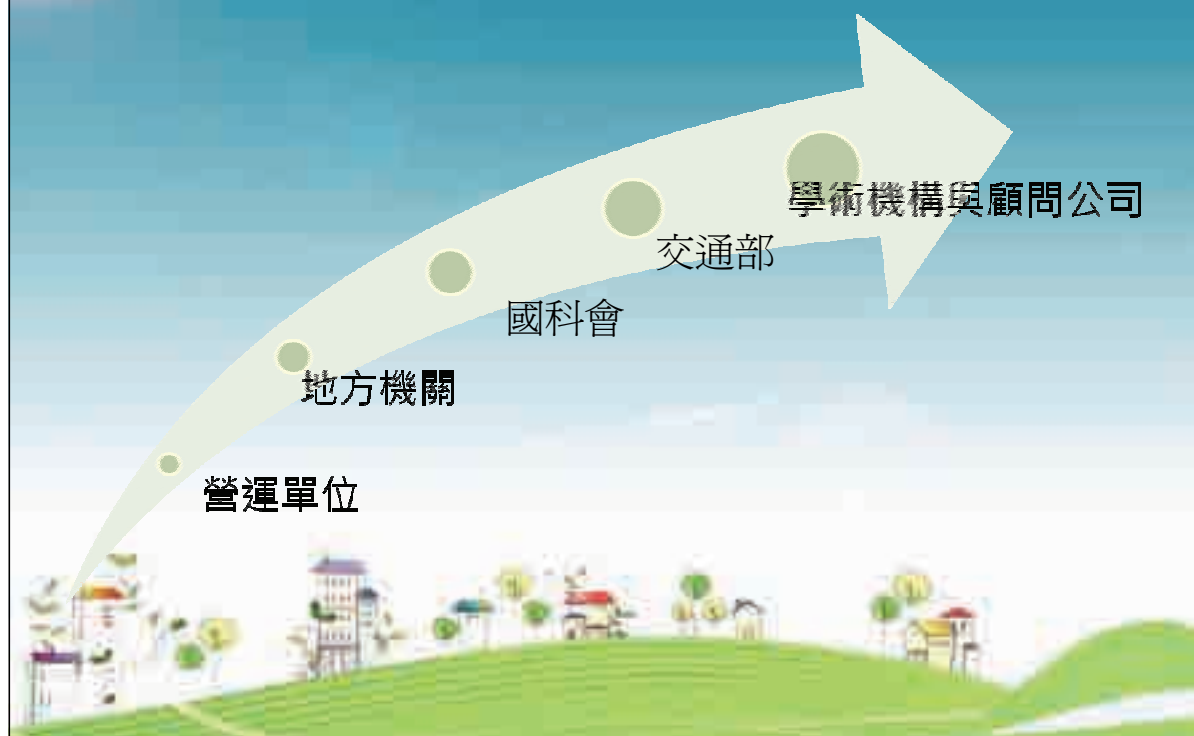 學術機構與顧問公司
交通部
國科會
地方機關
營運單位